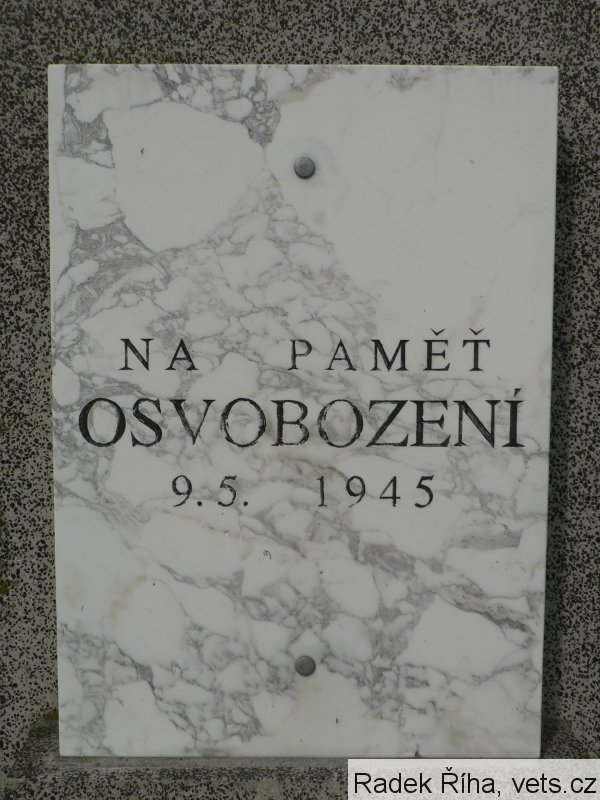 NA PAMĚŤ
OSVOBOZENÍ
9.5. 1945
Radek Říha, vets.cz